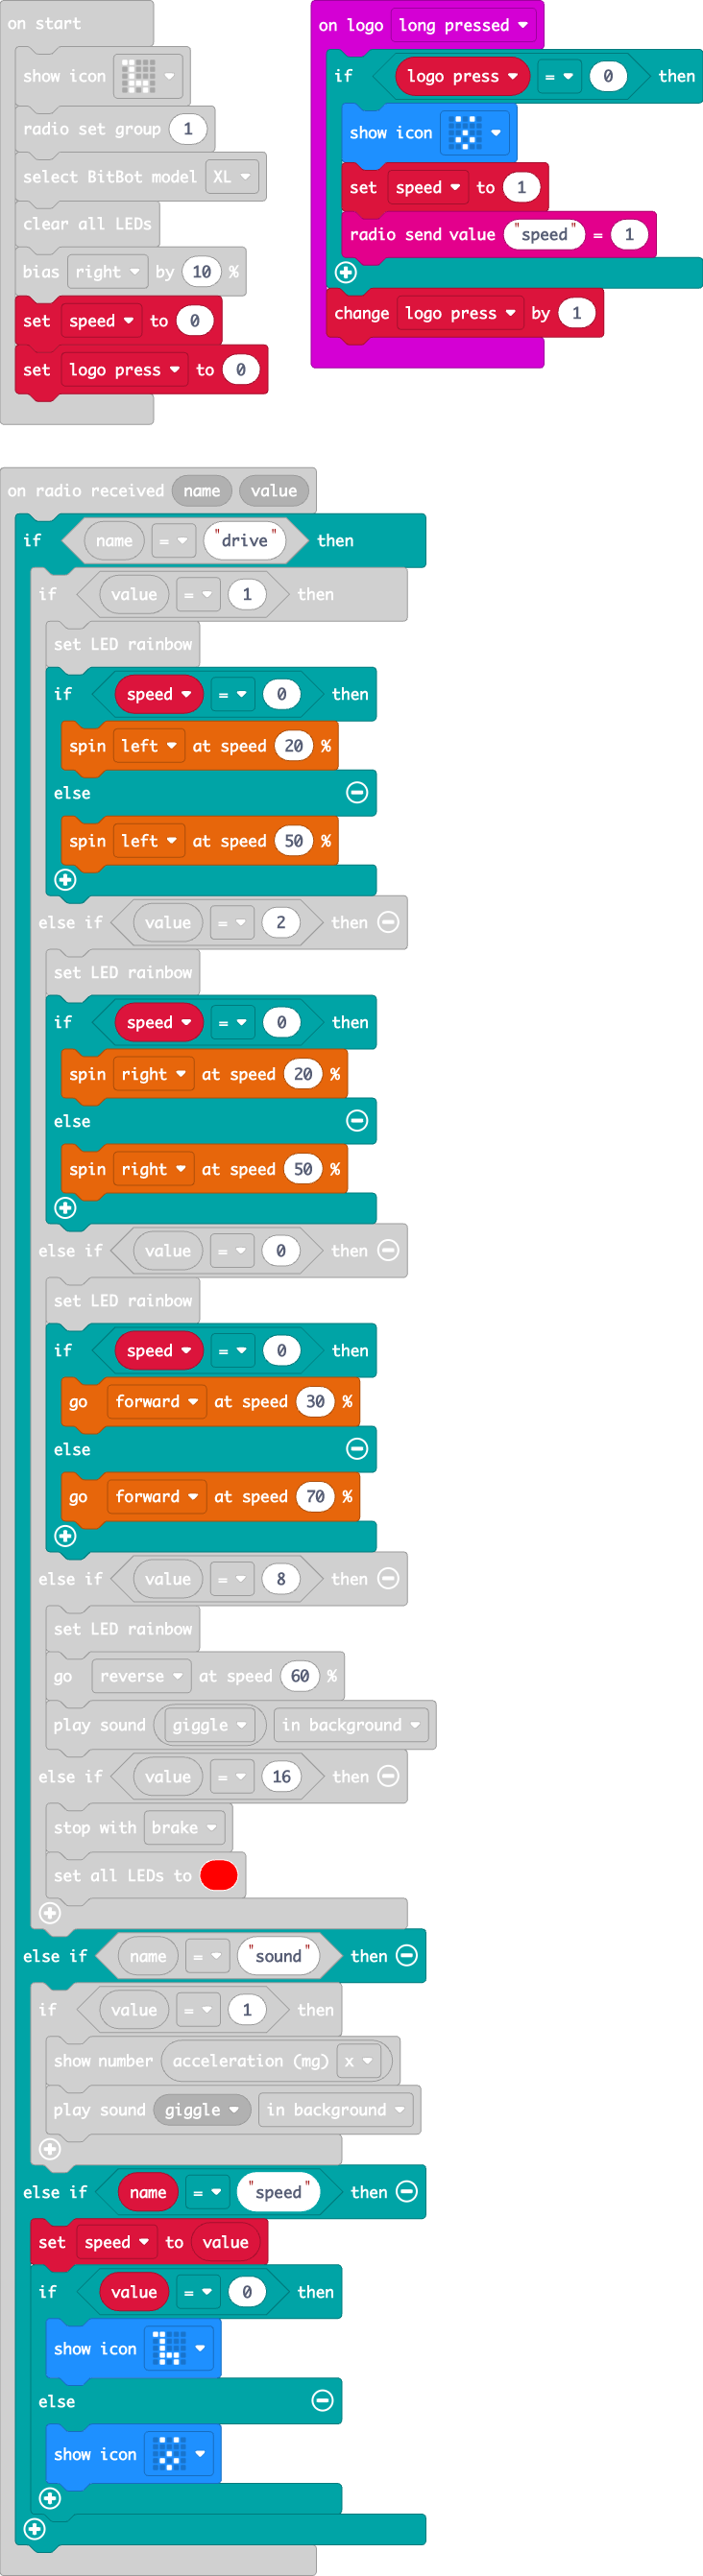 on start
show icon
radio set group 1
select BitBot model XL
clear all LEDs
bias right by 10 %
set speed to 0
set logo press to 0
on logo long pressed
if logo press = 0 then
show icon
set speed to 1
radio send value "speed" = 1
change logo press by 1
on radio received name value
if name = "drive" then
if value = 1 then
set LED rainbow
if speed = 0 then
spin left at speed 20 %
else
spin left at speed 50 %
else if value = 2 then
set LED rainbow
if speed = 0 then
spin right at speed 20 %
else
spin right at speed 50 %
else if value = 0 then
set LED rainbow
if speed = 0 then
go forward at speed 30 %
else
go forward at speed 70 %
else if value = 8 then
set LED rainbow
go reverse at speed 60 %
play sound giggle in background
else if value = 16 then
stop with brake
set all LEDs to
else if name = "sound" then
if value = 1 then
show number acceleration (mg) x
play sound giggle in background
else if name = "speed" then
set speed to value
if value = 0 then
show icon
else
show icon